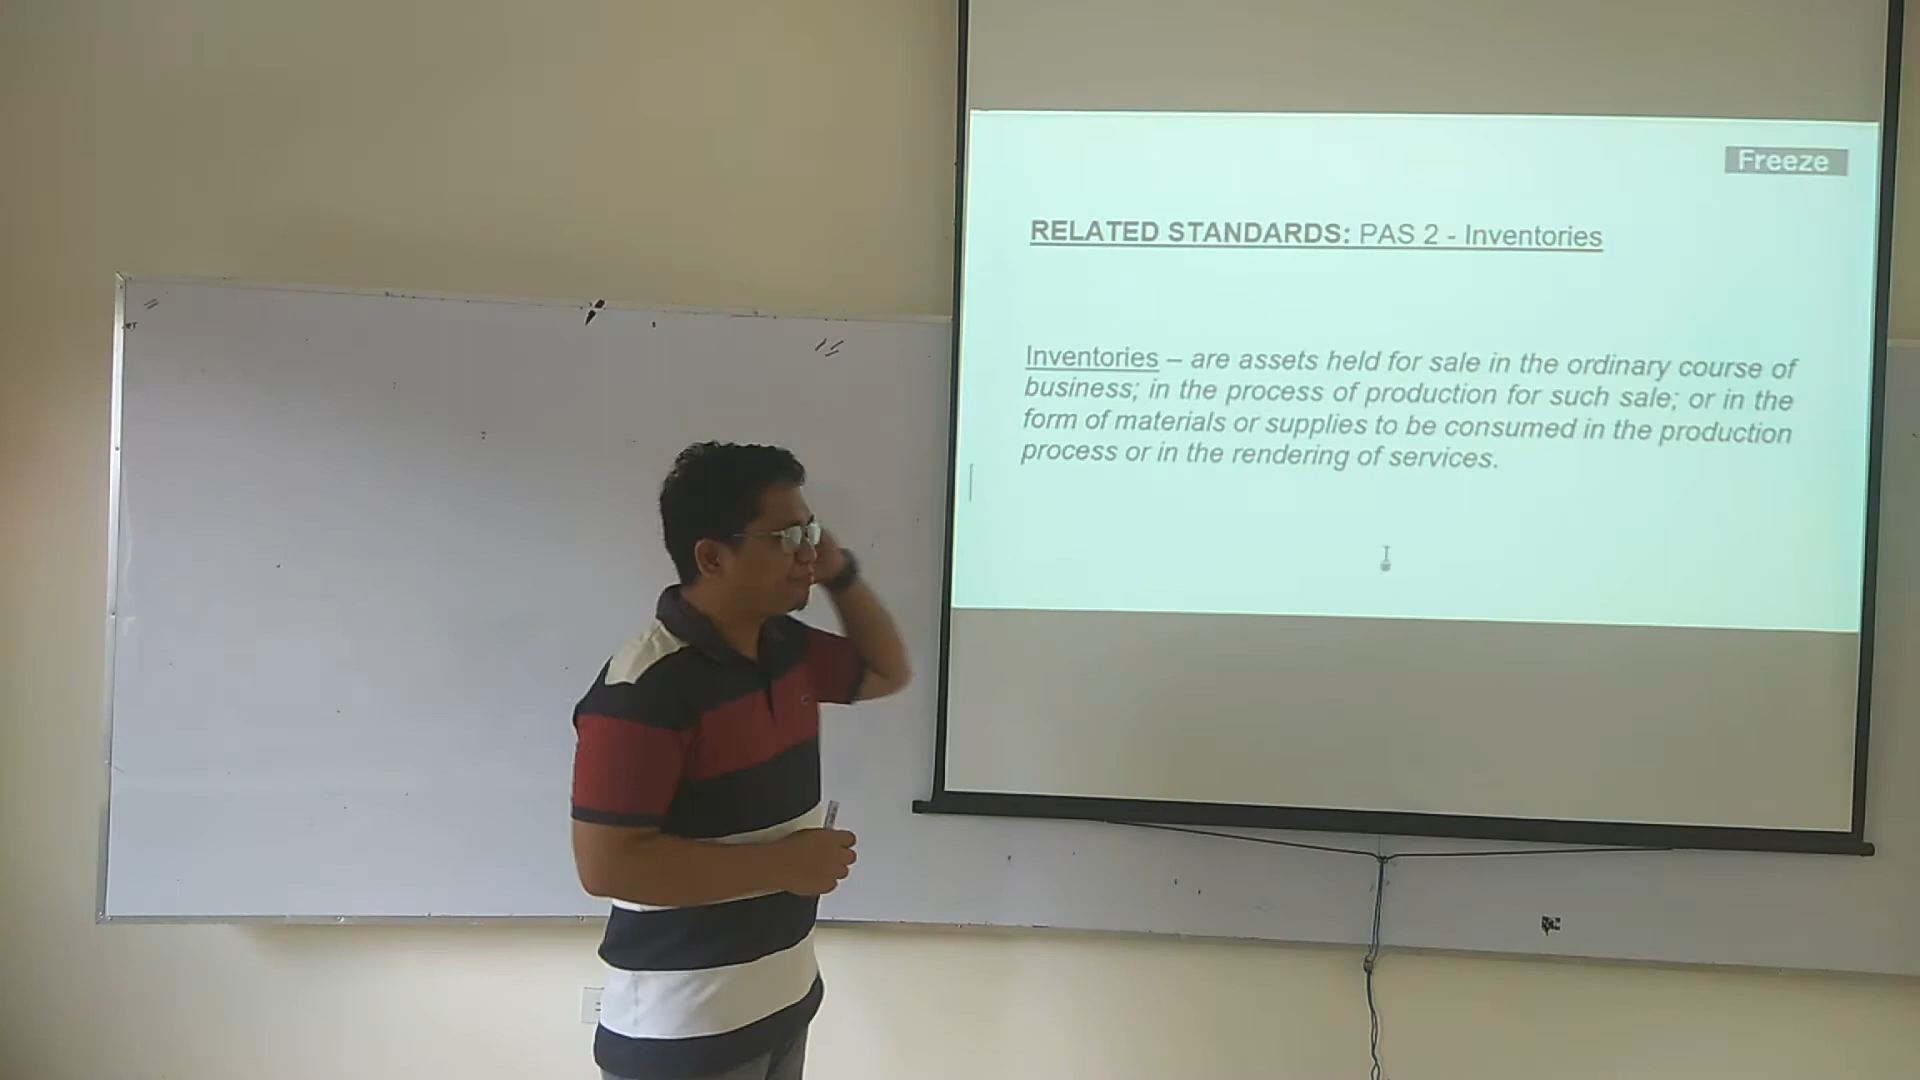 Freeze
RELATED STANDARDS: PAS 2 - Inventories
Inventories – are assets held for sale in the ordinary course of
business; in the process of production for such sale; or in the
form of materials or supplies to be consumed in the production
process or in the rendering of services.